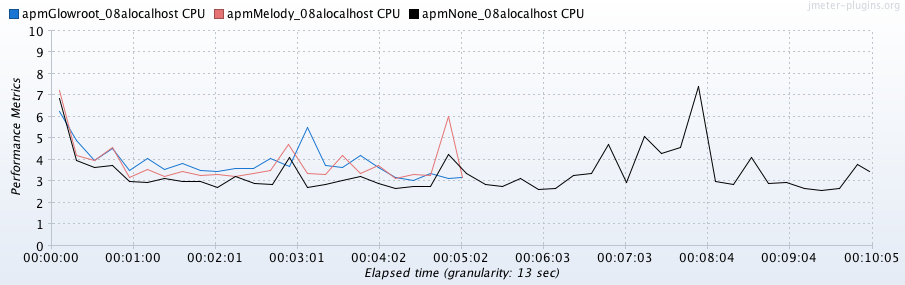 jmeter-plugins.org
apmGlowroot_08alocalhost CPU apmMelody_08alocalhost CPU apmNone_08alocalhost CPU
10
9
8
7
6
5
4
3
2
1
0
Performance Metrics
00:00:00 00:01:00 00:02:01 00:03:01 00:04:02 00:05:02 00:06:03 00:07:03 00:08:04 00:09:04 00:10:05
Elapsed time (granularity: 13 sec)